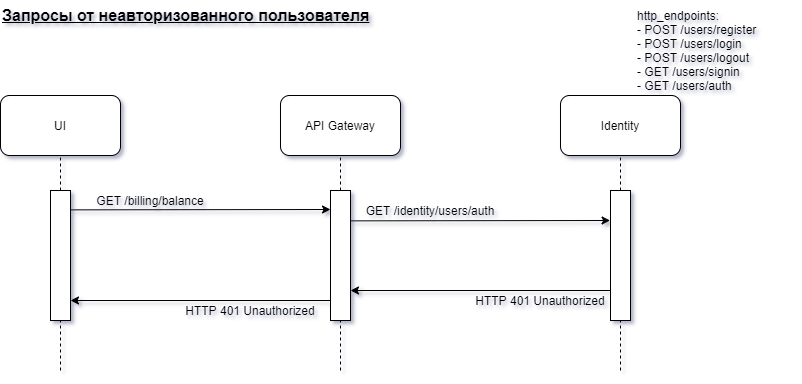 Запросы от неавторизованного пользователя
http_endpoints:
- POST /users/register
- POST /users/login
- POST /users/logout
- GET /users/signin
- GET /users/auth
UI
API Gateway
Identity
GET /billing/balance
GET /identity/users/auth
HTTP 401 Unauthorized
HTTP 401 Unauthorized